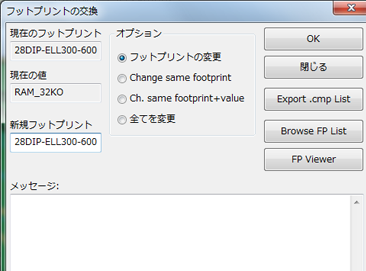 フットプリントの交換
現在のフットプリント
28DIP-ELL300-600
現在の値
RAM_32KO
新規フットプリント
28DIP-ELL300-600
オプション
フットプリントの変更
Change same footprint
Ch. same footprint+value
全てを変更
OK
閉じる
Export .cmp List
Browse FP List
FP Viewer
メッセージ: